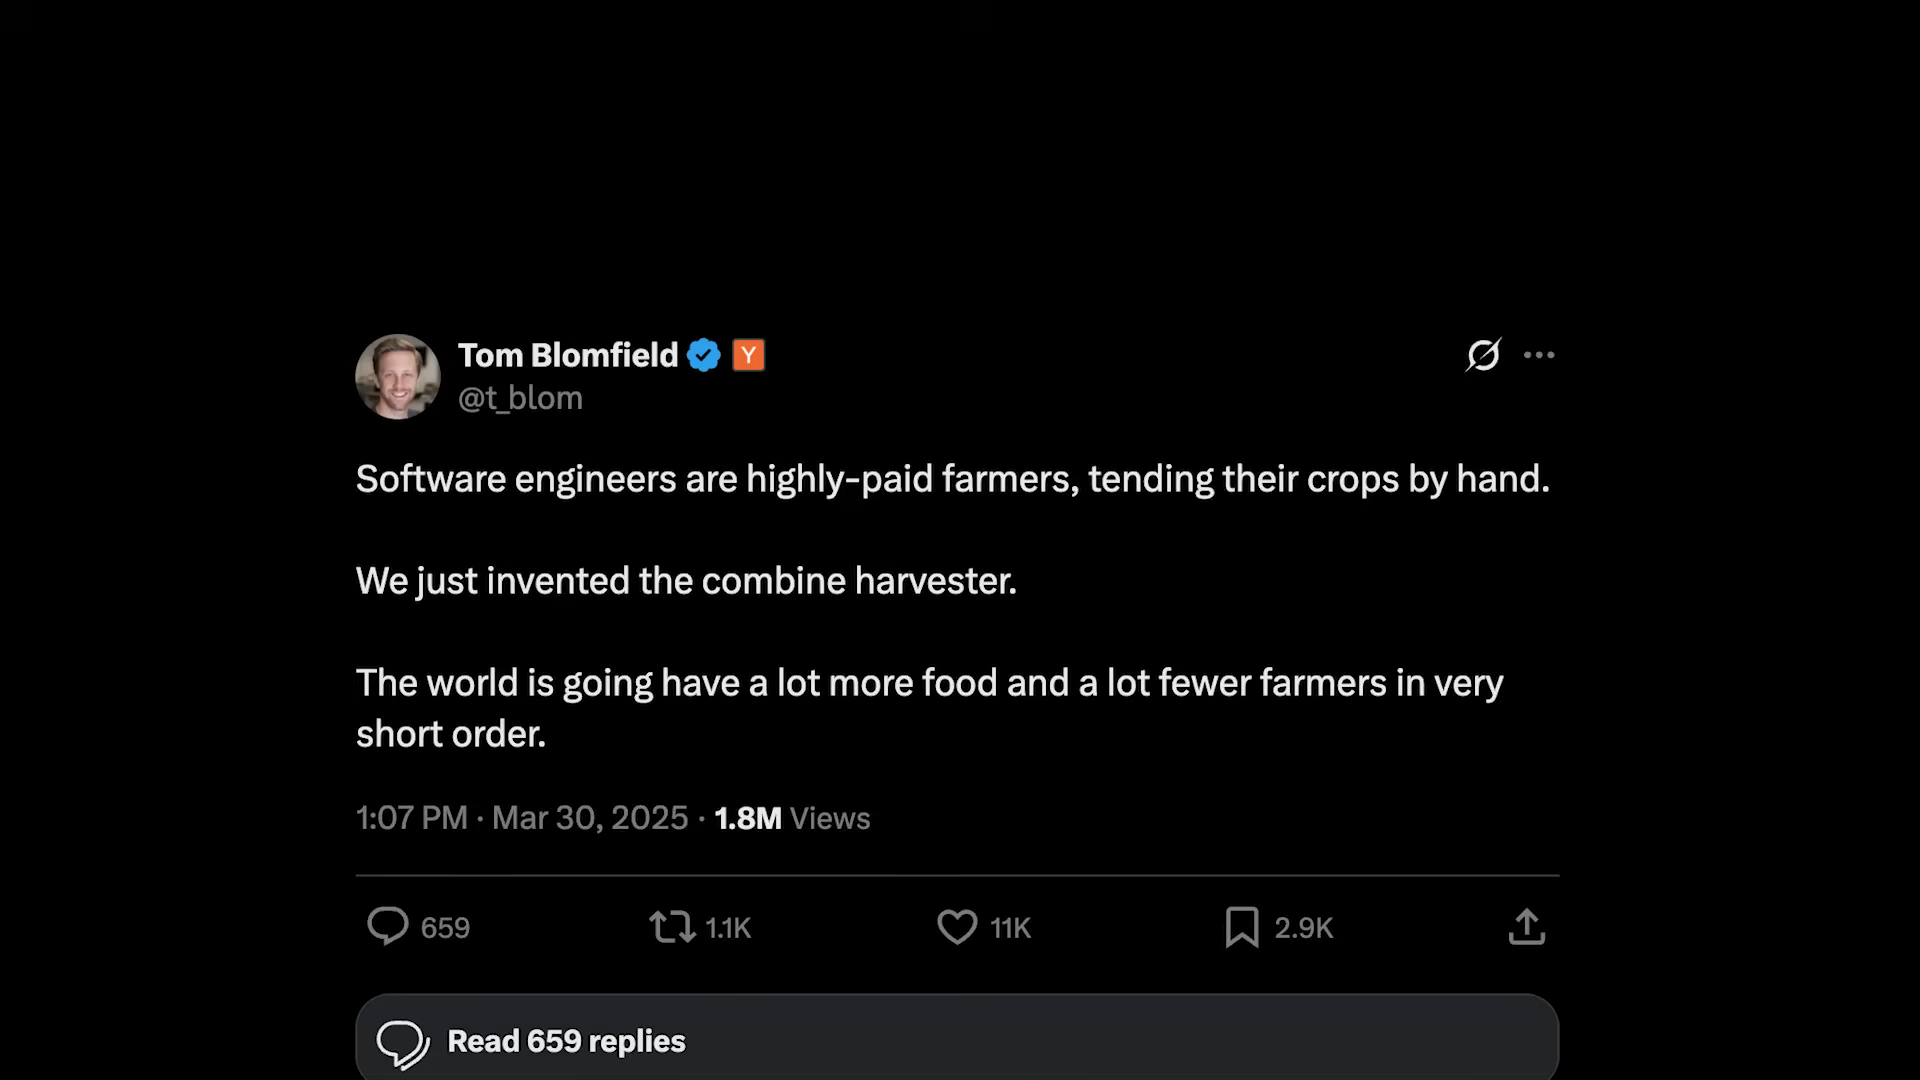 Tom Blomfield Y
@t_blom
Software engineers are highly-paid farmers, tending their crops by hand.
We just invented the combine harvester.
The world is going have a lot more food and a lot fewer farmers in very
short order.
1:07 PM · Mar 30, 2025 · 1.8M Views
659 1.1K 11K 2.9K
Read 659 replies